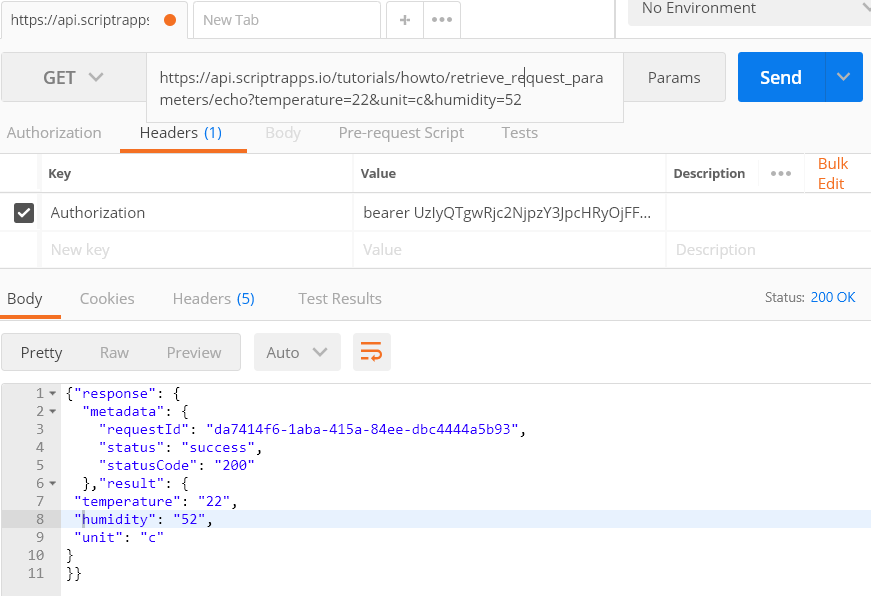 https://api.scriptrapps
New Tab
No Environment
GET
https://api.scriptrapps.io/tutorials/howto/retrieve_request_para
meters/echo?temperature=22&unit=c&humidity=52
Params
Send
Authorization Headers (1) Body Pre-request Script Tests
Key Value Description Bulk
Edit
Authorization bearer UzIyQTgwRjc2NjpzY3JpcHRyOjFF...
New key Value Description
Body Cookies Headers (5) Test Results Status: 200 OK
Pretty Raw Preview Auto
1 {"response": {
2 "metadata": {
3 "requestId": "da7414f6-1aba-415a-84ee-dbc4444a5b93",
4 "status": "success",
5 "statusCode": "200"
6 },"result": {
7 "temperature": "22",
8 "humidity": "52",
9 "unit": "c"
10 }
11 }}